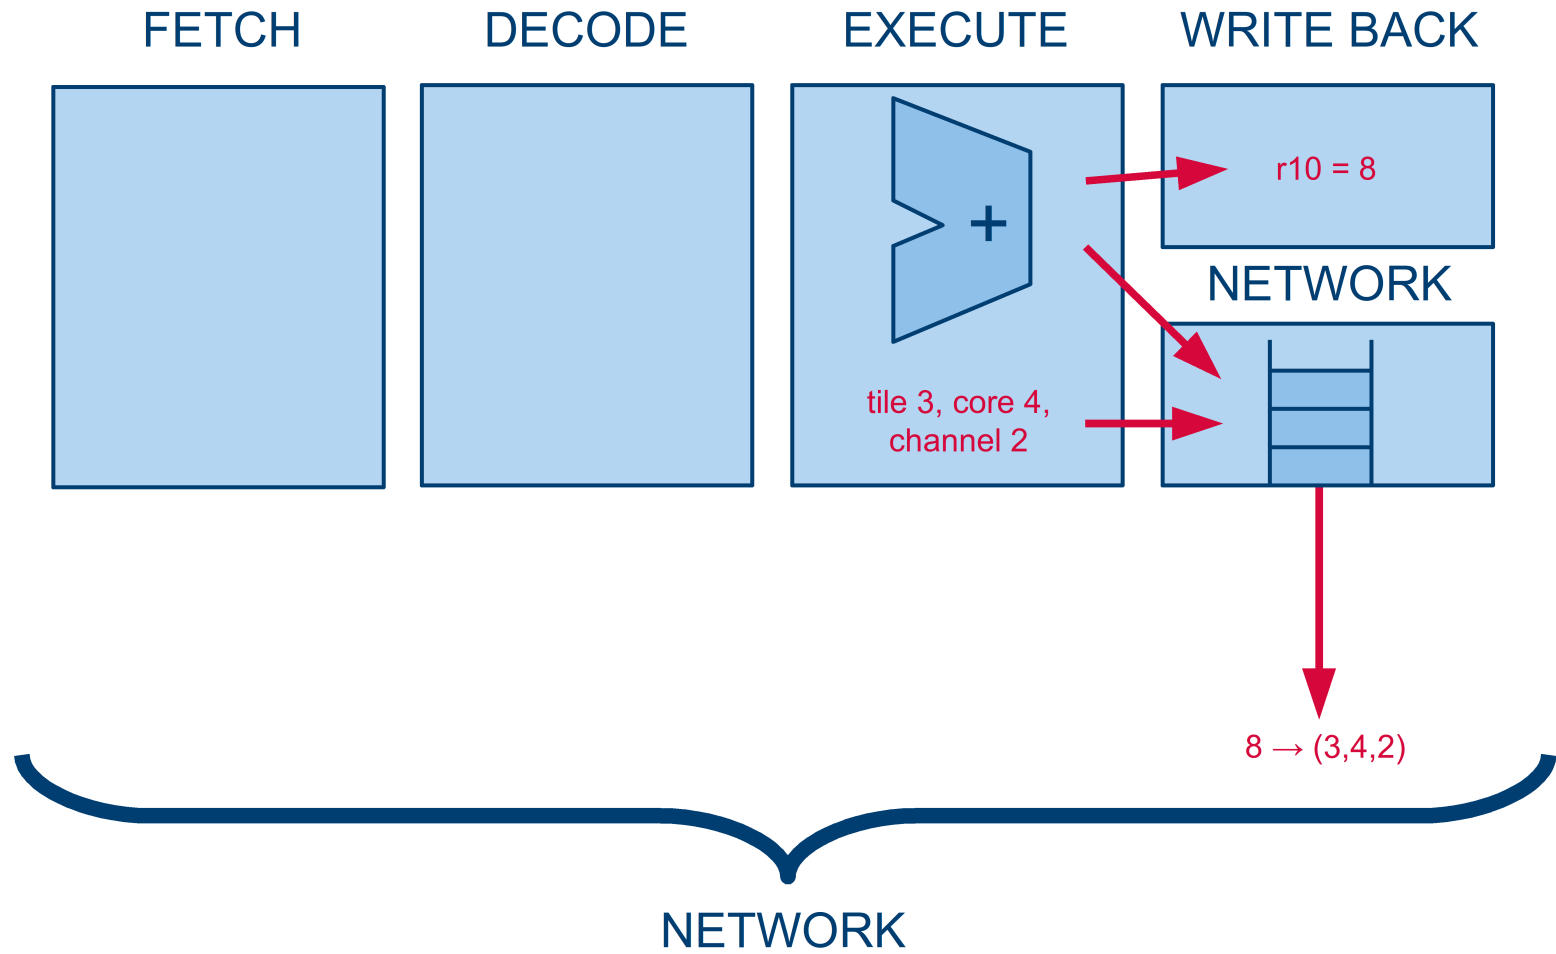 FETCH
DECODE
EXECUTE
WRITE BACK
+
r10 = 8
NETWORK
tile 3, core 4,
channel 2
8 → (3,4,2)
NETWORK